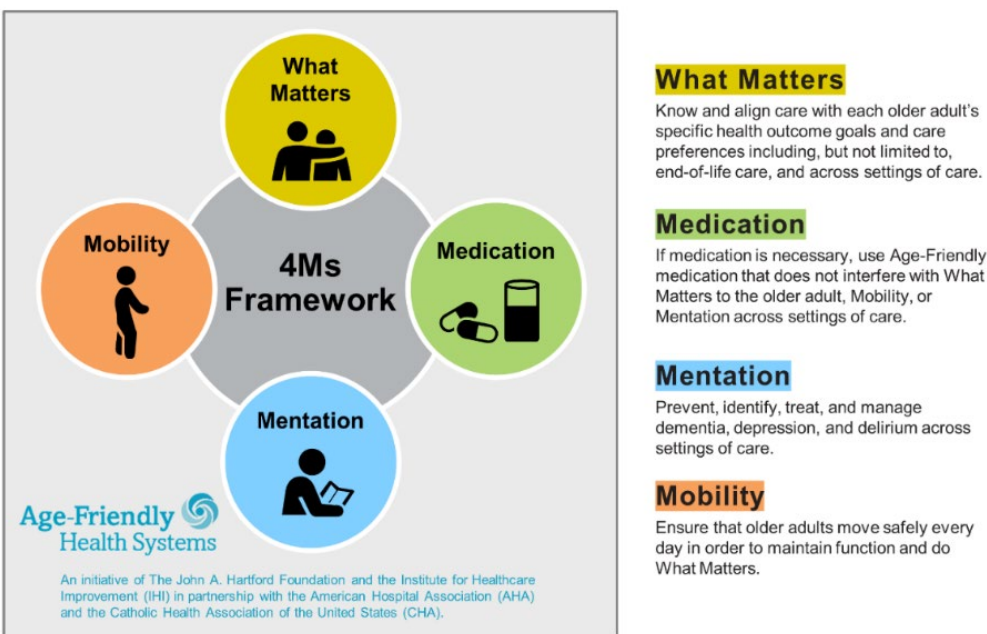 What
Matters
Mobility
Medication
4Ms
Framework
Mentation
Age-Friendly
Health Systems
An initiative of The John A. Hartford Foundation and the Institute for Healthcare
Improvement (IHI) in partnership with the American Hospital Association (AHA)
and the Catholic Health Association of the United States (CHA).
What Matters
Know and align care with each older adult's
specific health outcome goals and care
preferences including, but not limited to,
end-of-life care, and across settings of care.
Medication
If medication is necessary, use Age-Friendly
medication that does not interfere with What
Matters to the older adult, Mobility, or
Mentation across settings of care.
Mentation
Prevent, identify, treat, and manage
dementia, depression, and delirium across
settings of care.
Mobility
Ensure that older adults move safely every
day in order to maintain function and do
What Matters.